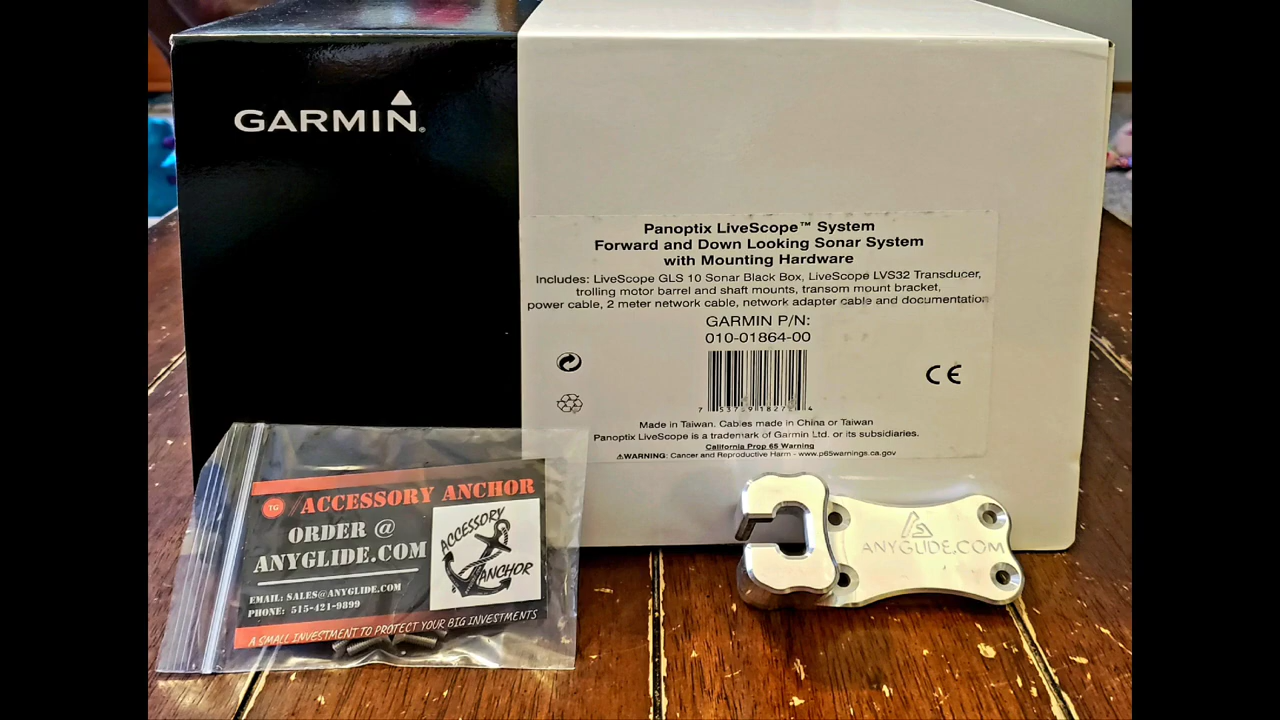 GARMIN
Panoptix LiveScope™ System
Forward and Down Looking Sonar System
with Mounting Hardware
Includes: LiveScope GLS 10 Sonar Black Box, LiveScope LVS32 Transducer,
trolling motor barrel and shaft mounts, transom mount bracket,
power cable, 2 meter network cable, network adapter cable and documentation
GARMIN P/N:
010-01864-00
CE
Made in Taiwan. Cables made in China or Taiwan
Panoptix LiveScope is a trademark of Garmin Ltd. or its subsidiaries.
California Prop 65 Warning
⚠WARNING: Cancer and Reproductive Harm - www.p65warnings.ca.gov
TG /ACCESSORY ANCHOR
ORDER @
ANYGLIDE.COM
EMAIL: SALES@ANYGLIDE.COM
PHONE: 515-421-9899
A SMALL INVESTMENT TO PROTECT YOUR BIG INVESTMENTS
ACCESSORY
ANCHOR
ANYGLIDE.COM